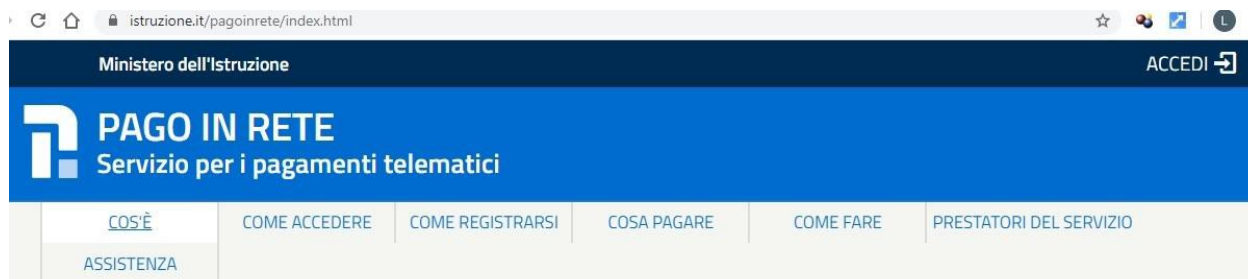 istruzione.it/pagoinrete/index.html
L
Ministero dell'Istruzione
ACCEDI
PAGO IN RETE
Servizio per i pagamenti telematici
COS'È
COME ACCEDERE
COME REGISTRARSI
COSA PAGARE
COME FARE
PRESTATORI DEL SERVIZIO
ASSISTENZA